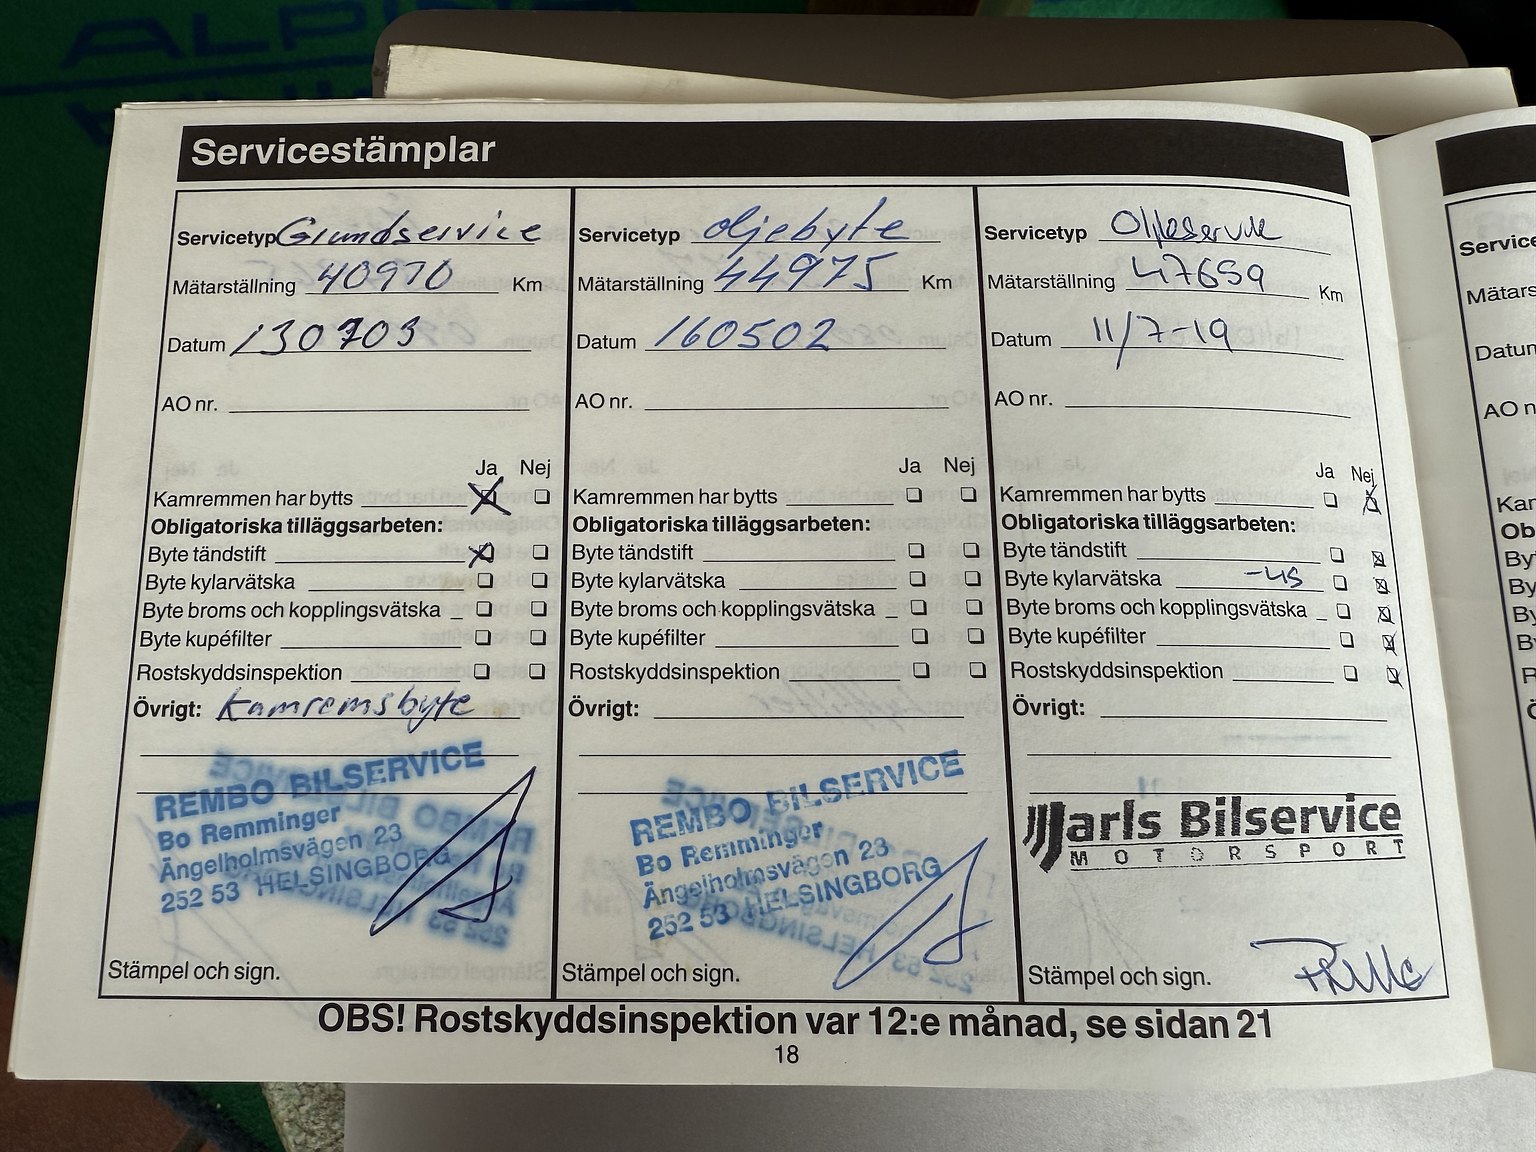 Servicestämplar
Servicetyp Grundservice
Mätarställning 40970 Km
Datum 130703
AO nr.
Ja Nej
Kamremmen har bytts
Obligatoriska tilläggsarbeten:
Byte tändstift
Byte kylarvätska
Byte broms och kopplingsvätska
Byte kupéfilter
Rostskyddsinspektion
Övrigt: Kamremsbyte
REMBO BILSERVICE
Bo Remminger
Ängelholmsvägen 23
252 53 HELSINGBORG
Stämpel och sign.
Servicetyp oljebyte
Mätarställning 44975 Km
Datum 160502
AO nr.
Ja Nej
Kamremmen har bytts
Obligatoriska tilläggsarbeten:
Byte tändstift
Byte kylarvätska
Byte broms och kopplingsvätska
Byte kupéfilter
Rostskyddsinspektion
Övrigt:
REMBO BILSERVICE
Bo Remminger
Ängelholmsvägen 23
252 53 HELSINGBORG
Stämpel och sign.
Servicetyp Oljeservice
Mätarställning 47659 Km
Datum 11/7-19
AO nr.
Ja Nej
Kamremmen har bytts
Obligatoriska tilläggsarbeten:
Byte tändstift
Byte kylarvätska -45
Byte broms och kopplingsvätska
Byte kupéfilter
Rostskyddsinspektion
Övrigt:
Jarls Bilservice
MOTORSPORT
Stämpel och sign.
OBS! Rostskyddsinspektion var 12:e månad, se sidan 21
18
Service
Mätars
Datum
AO n